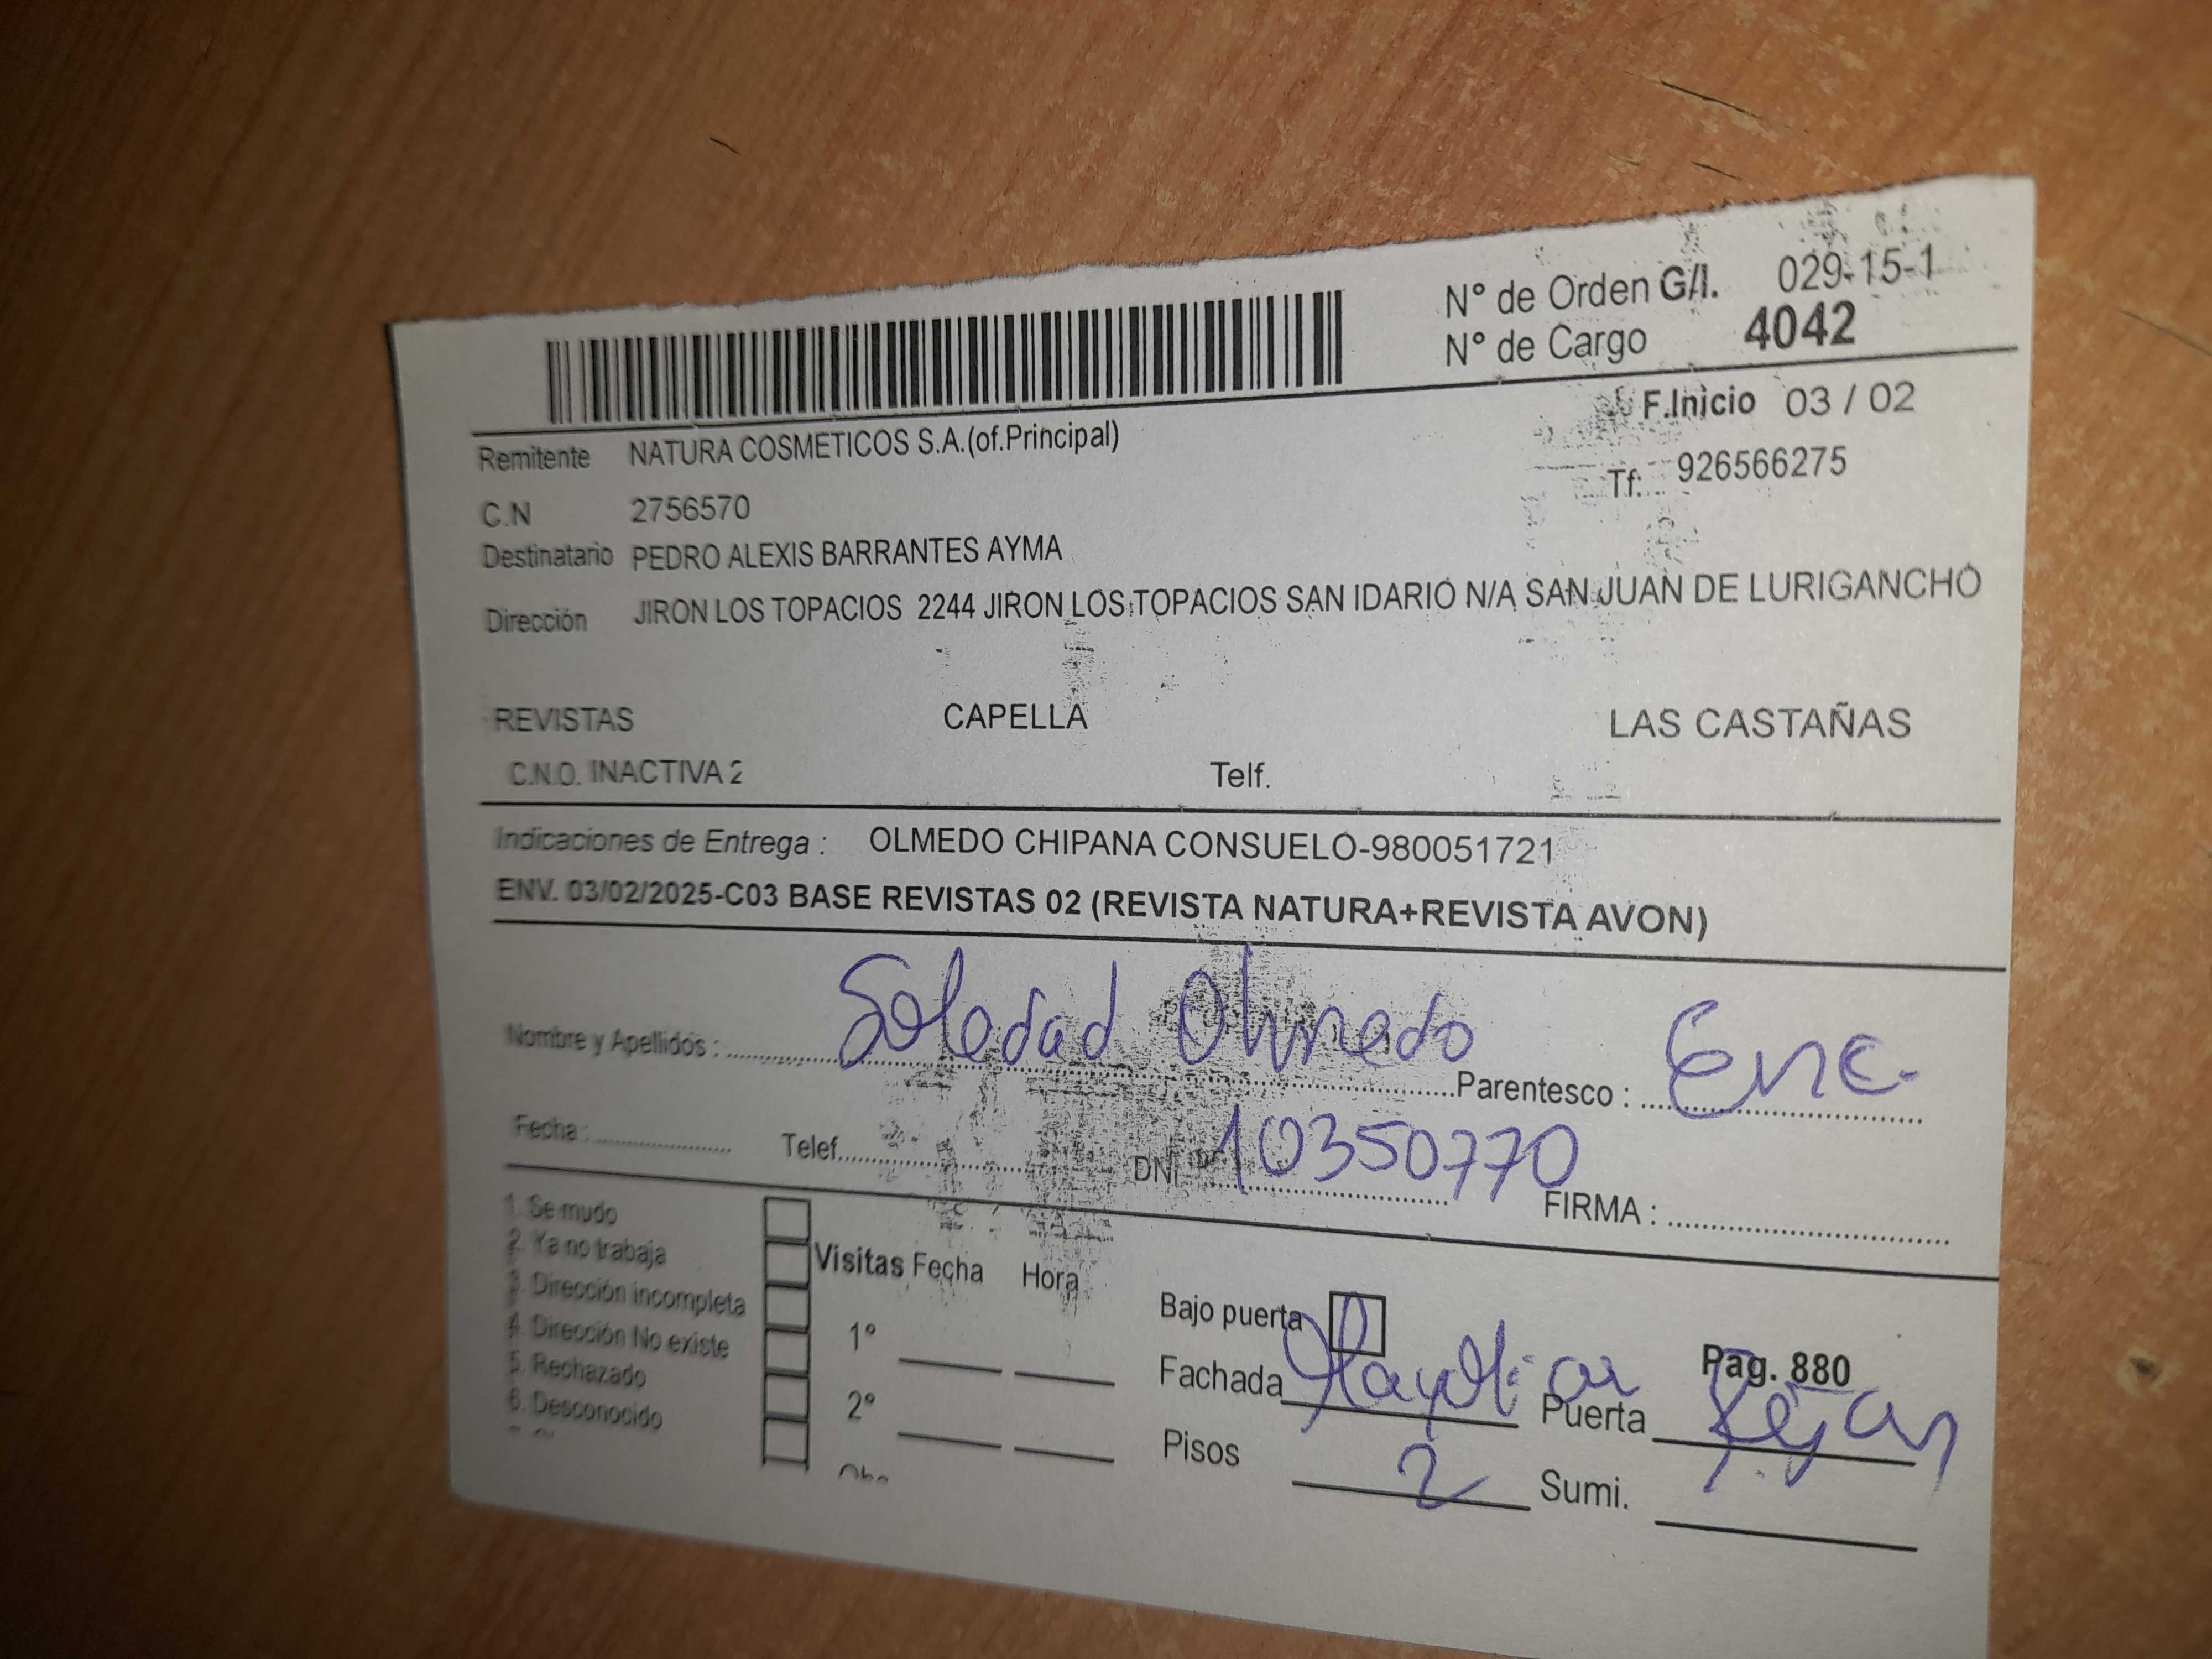 N° de Orden G/I. 029-15-1
N° de Cargo 4042
F.Inicio 03 / 02
Remitente NATURA COSMETICOS S.A.(of.Principal)
Tf: 926566275
C.N 2756570
Destinatario PEDRO ALEXIS BARRANTES AYMA
Dirección JIRON LOS TOPACIOS 2244 JIRON LOS TOPACIOS SAN IDARIO N/A SAN JUAN DE LURIGANCHO
REVISTAS CAPELLA LAS CASTAÑAS
C.N.O. INACTIVA 2 Telf.
Indicaciones de Entrega : OLMEDO CHIPANA CONSUELO-980051721
ENV. 03/02/2025-C03 BASE REVISTAS 02 (REVISTA NATURA+REVISTA AVON)
Nombre y Apellidos : Soledad Olmedo Parentesco : Enc.
Fecha : Telef. DNI 10350770 FIRMA :
1. Se mudo
2. Ya no trabaja
3. Dirección incompleta
4. Dirección No existe
5. Rechazado
6. Desconocido
Visitas Fecha Hora
1°
2°
Bajo puerta
Pag. 880
Fachada Puerta Rejas
Pisos 2 Sumi.